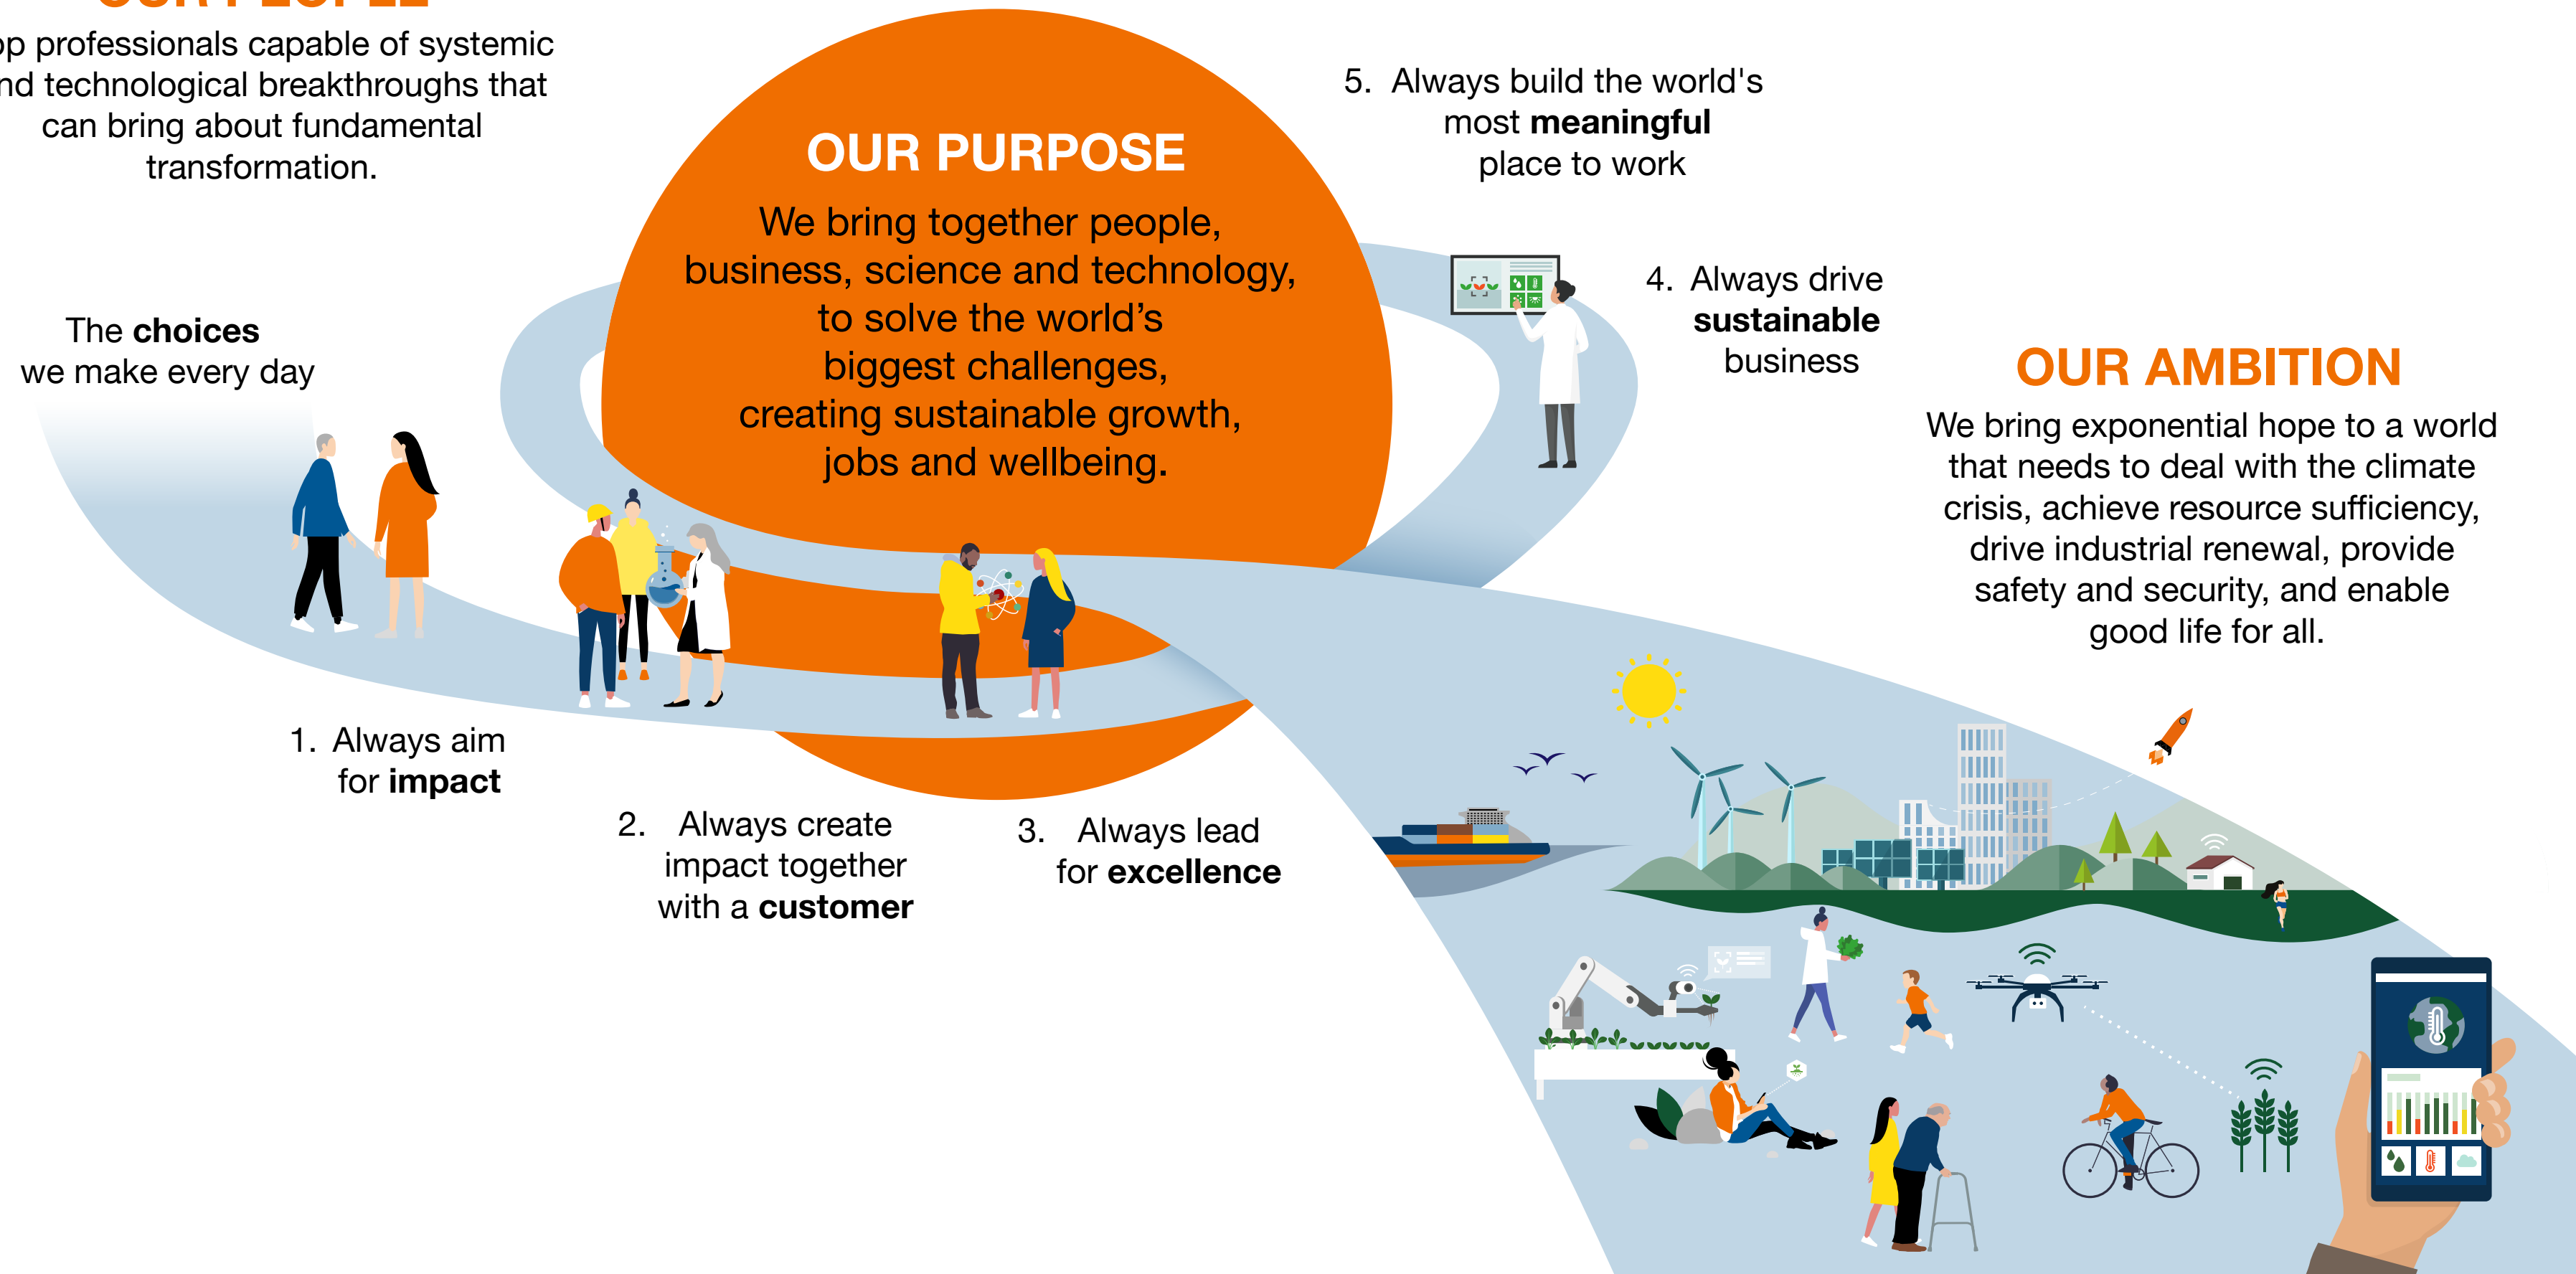 OUR PEOPLE
professionals capable of systemic
technological breakthroughs that
can bring about fundamental
transformation.
The choices
we make every day
OUR PURPOSE
We bring together people,
business, science and technology,
to solve the world’s
biggest challenges,
creating sustainable growth,
jobs and wellbeing.
1. Always aim
for impact
2. Always create
impact together
with a customer
3. Always lead
for excellence
4. Always drive
sustainable
business
5. Always build the world's
most meaningful
place to work
OUR AMBITION
We bring exponential hope to a world
that needs to deal with the climate
crisis, achieve resource sufficiency,
drive industrial renewal, provide
safety and security, and enable
good life for all.